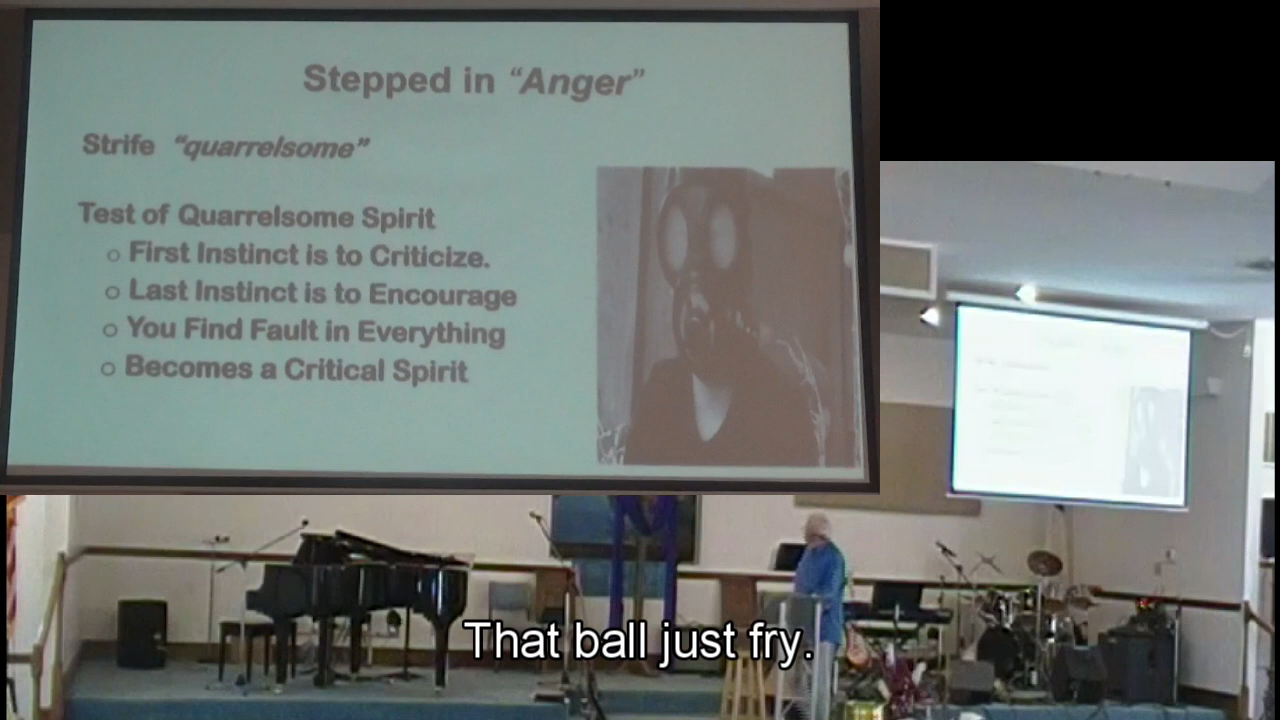 Stepped in “Anger”
Strife “quarrelsome”
Test of Quarrelsome Spirit
o First Instinct is to Criticize.
o Last Instinct is to Encourage
o You Find Fault in Everything
o Becomes a Critical Spirit
That ball just fry.